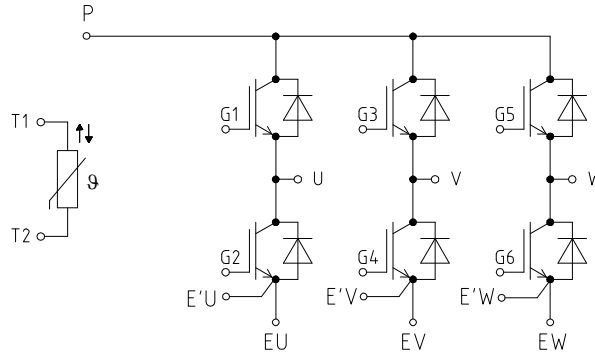 P
G1 G3 G5
T1
U V W
ϑ
T2
G2 G4 G6
E'U E'V E'W
EU EV EW